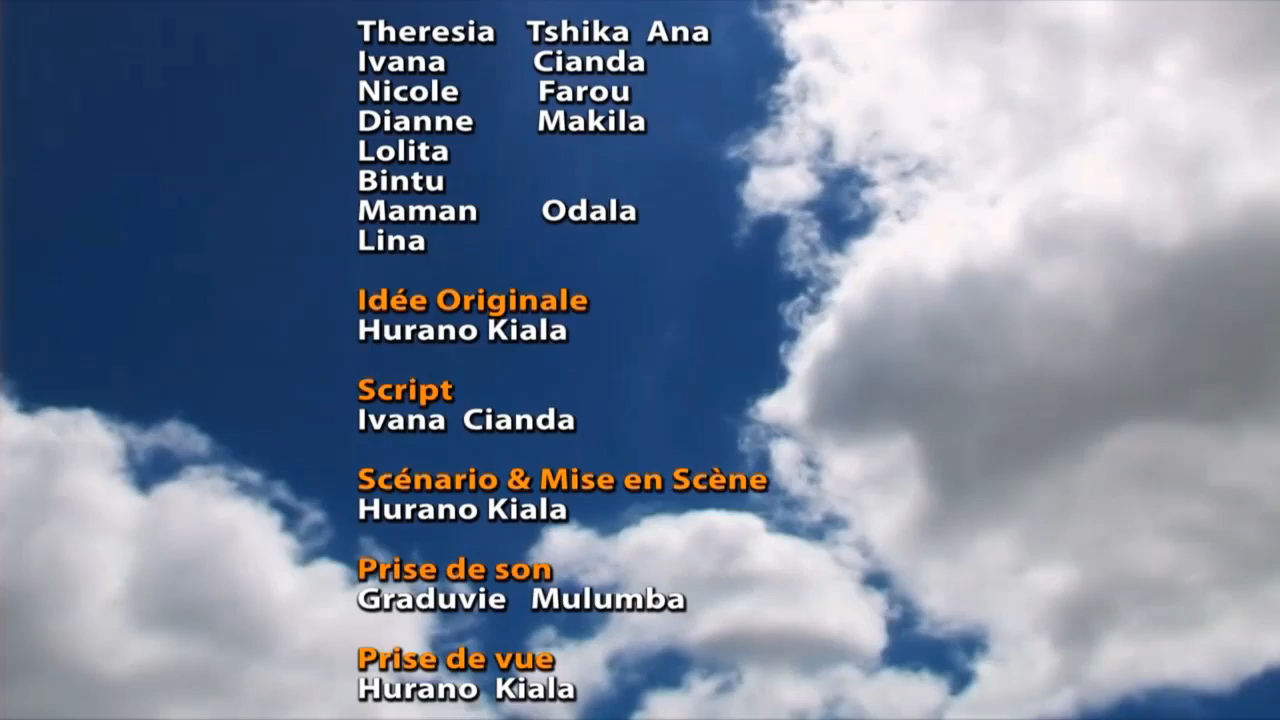 Theresia Tshika Ana
Ivana Cianda
Nicole Farou
Dianne Makila
Lolita
Bintu
Maman Odala
Lina
Idée Originale
Hurano Kiala
Script
Ivana Cianda
Scénario & Mise en Scène
Hurano Kiala
Prise de son
Graduvie Mulumba
Prise de vue
Hurano Kiala